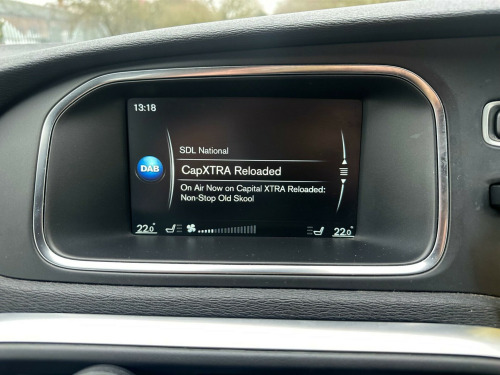 13:18
SDL National
DAB
CapXTRA Reloaded
On Air Now on Capital XTRA Reloaded:
Non-Stop Old Skool
22.0° 22.0°